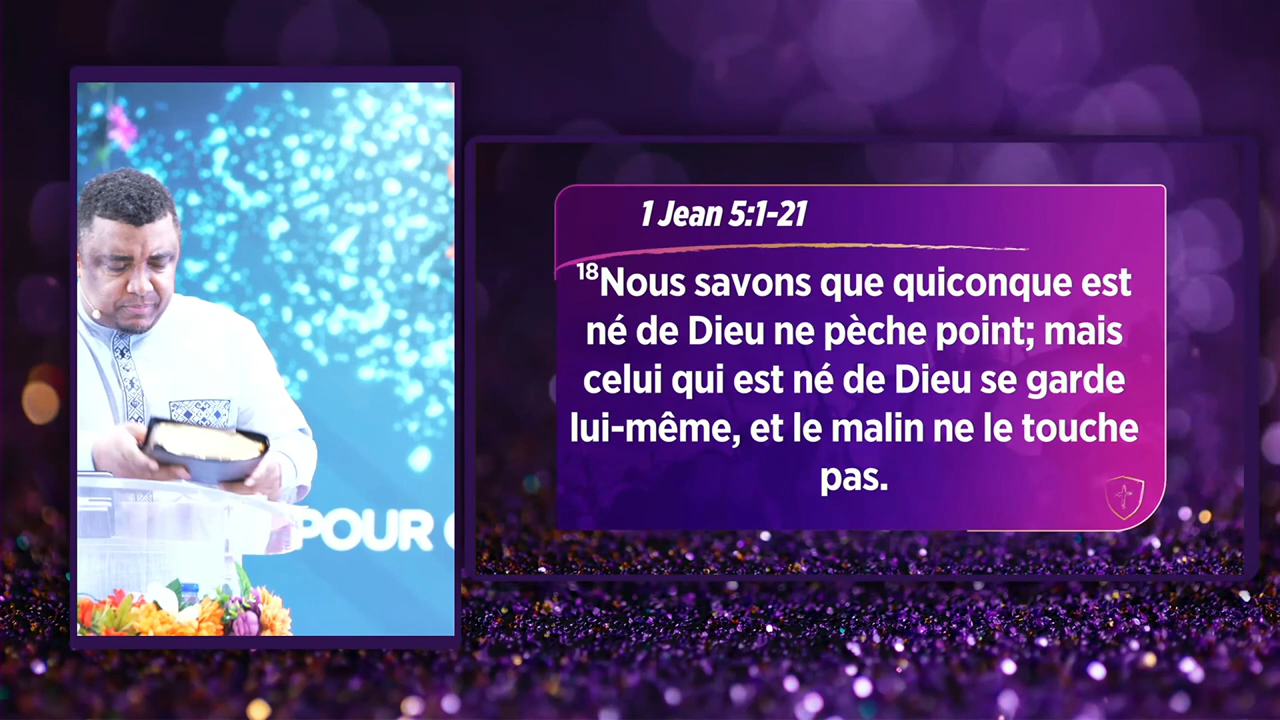 1 Jean 5:1-21
18Nous savons que quiconque est
né de Dieu ne pèche point; mais
celui qui est né de Dieu se garde
lui-même, et le malin ne le touche
pas.
POUR